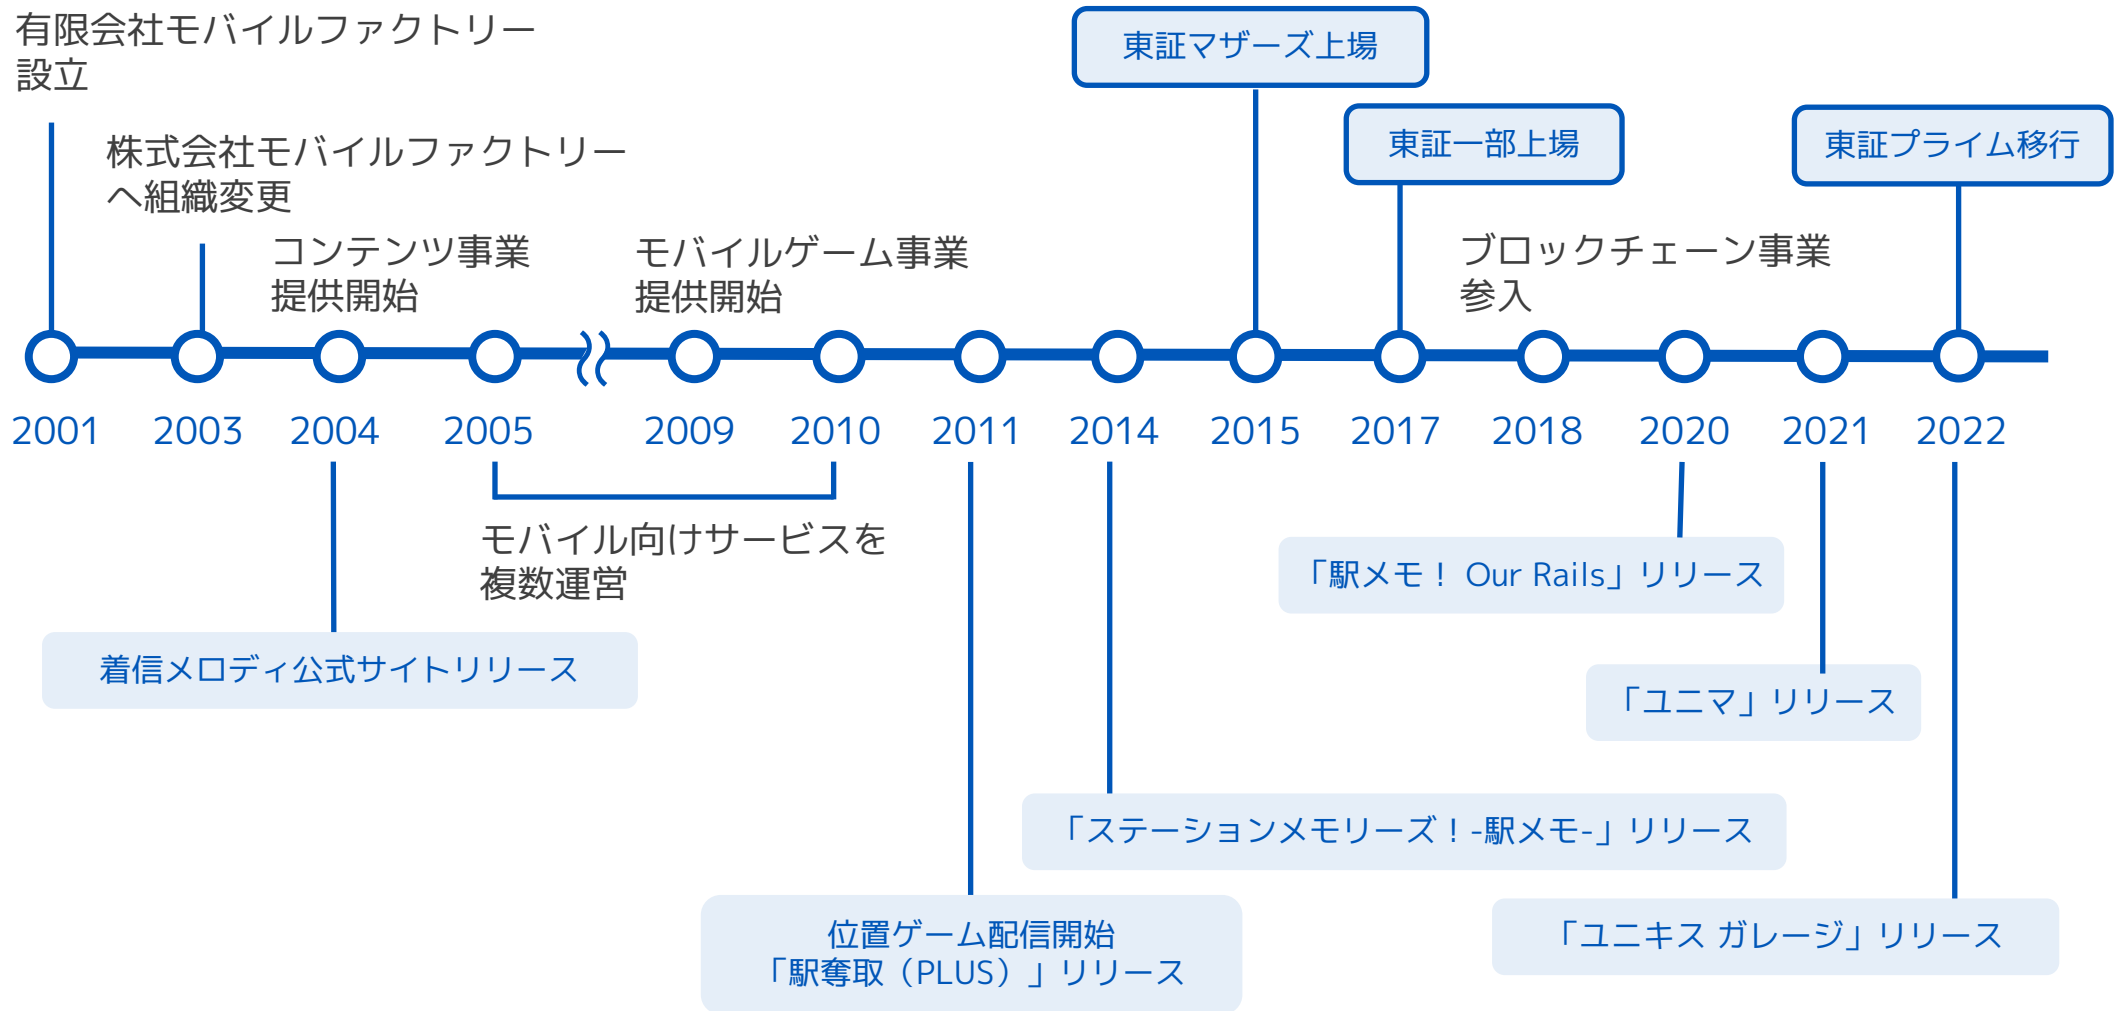 有限会社モバイルファクトリー
設立
株式会社モバイルファクトリー
へ組織変更
コンテンツ事業
提供開始
モバイルゲーム事業
提供開始
東証マザーズ上場
東証一部上場
ブロックチェーン事業
参入
東証プライム移行
2001
2003
2004
2005
2009
2010
2011
2014
2015
2017
2018
2020
2021
2022
モバイル向けサービスを
複数運営
着信メロディ公式サイトリリース
「駅メモ！ Our Rails」リリース
「ユニマ」リリース
「ステーションメモリーズ！-駅メモ-」リリース
位置ゲーム配信開始
「駅奪取（PLUS）」リリース
「ユニキス ガレージ」リリース